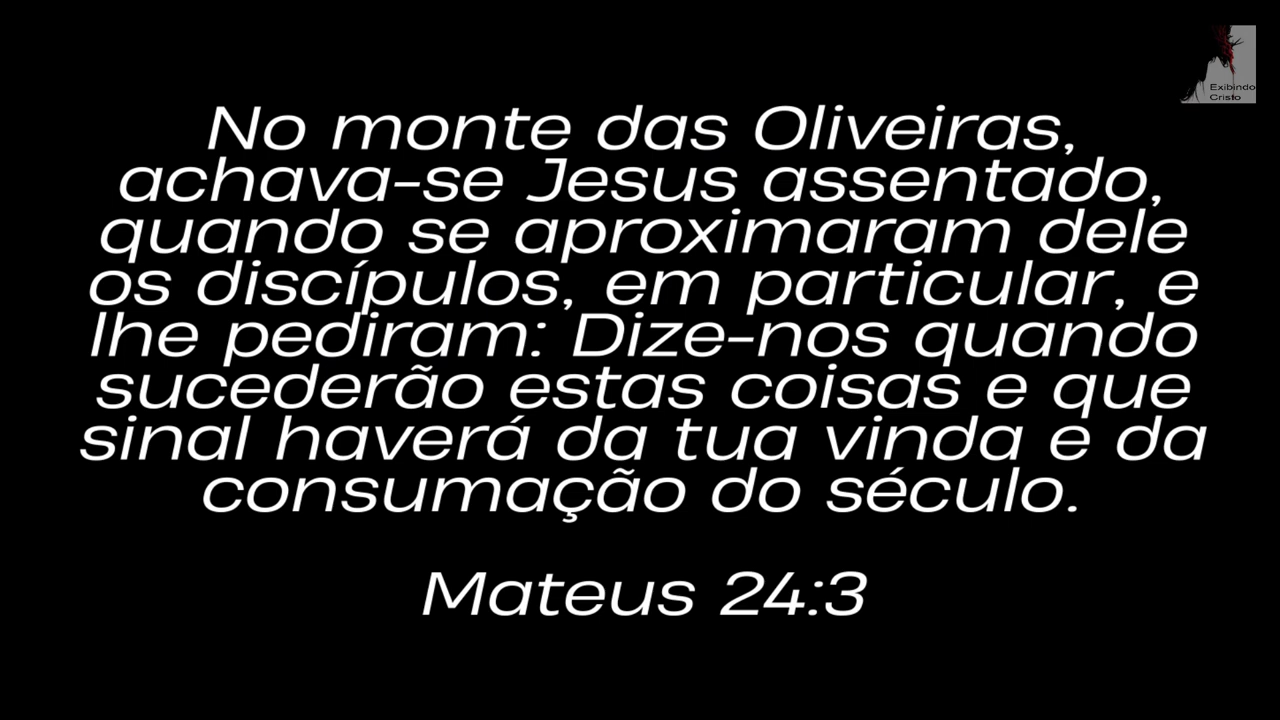 Exibindo
Cristo
No monte das Oliveiras,
achava-se Jesus assentado,
quando se aproximaram dele
os discípulos, em particular, e
lhe pediram: Dize-nos quando
sucederão estas coisas e que
sinal haverá da tua vinda e da
consumação do século.
Mateus 24:3